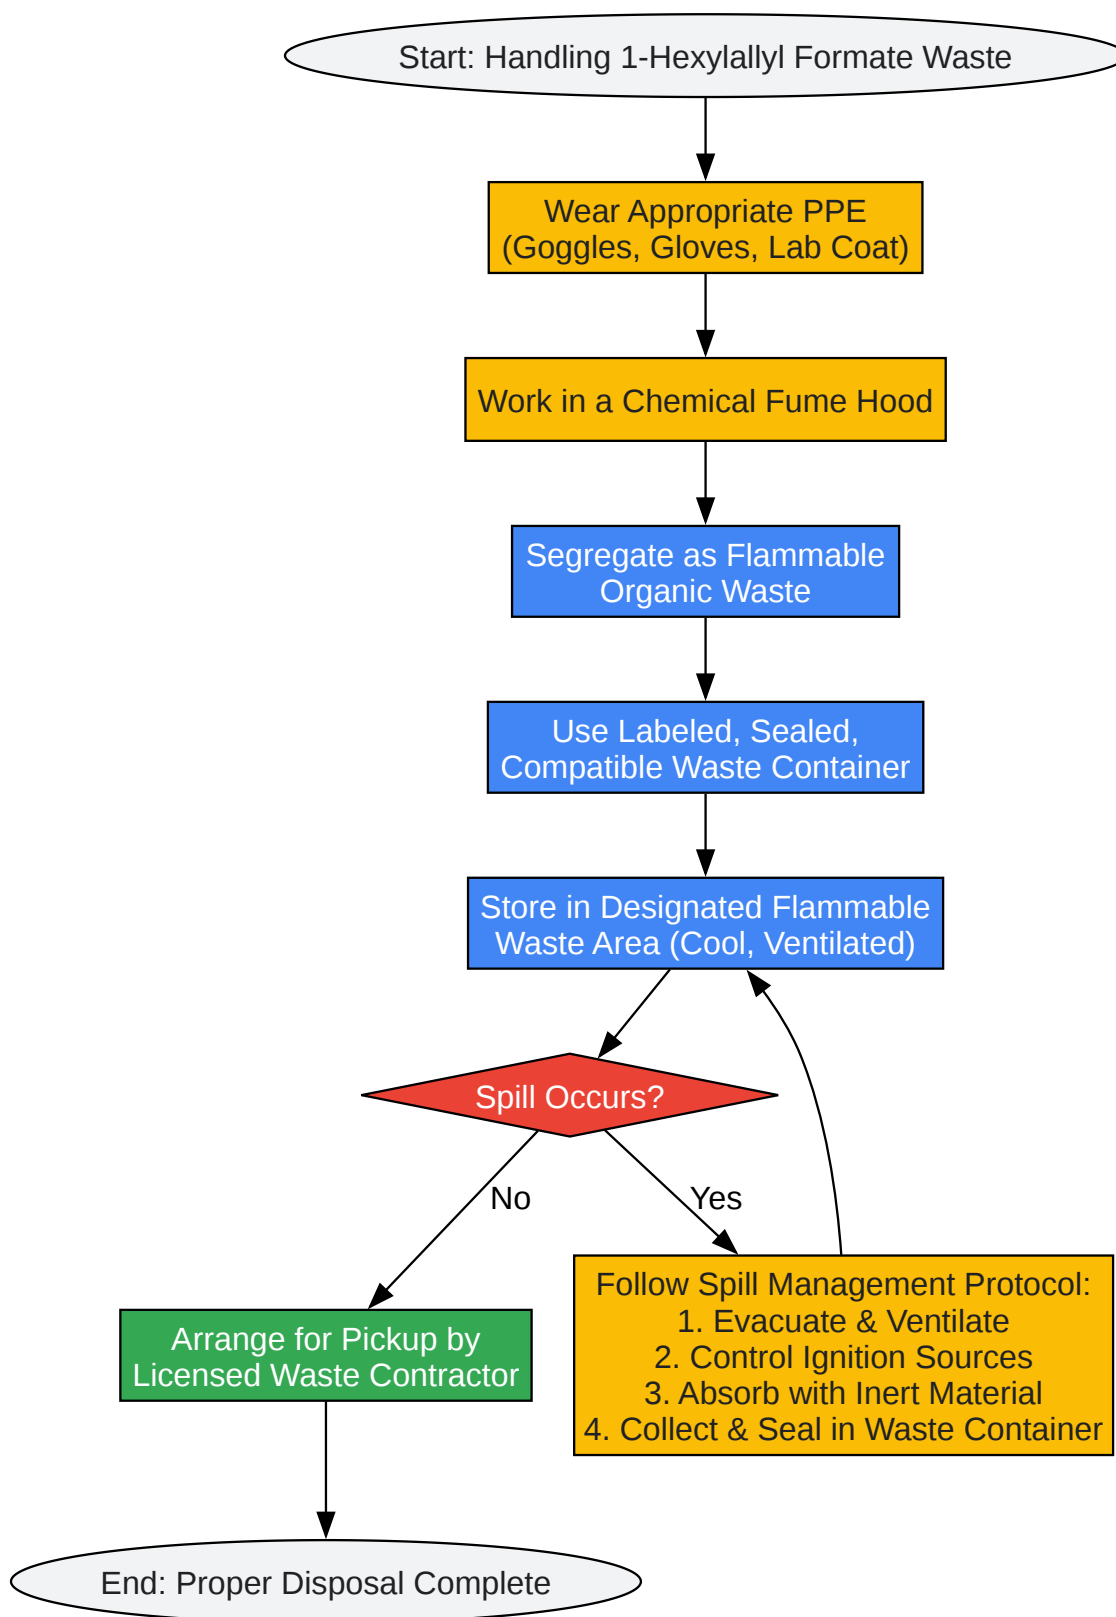 Start: Handling 1-Hexylallyl Formate Waste
Wear Appropriate PPE
(Goggles, Gloves, Lab Coat)
Work in a Chemical Fume Hood
Segregate as Flammable
Organic Waste
Use Labeled, Sealed,
Compatible Waste Container
Store in Designated Flammable
Waste Area (Cool, Ventilated)
Spill Occurs?
No
Yes
Follow Spill Management Protocol:
1. Evacuate & Ventilate
2. Control Ignition Sources
3. Absorb with Inert Material
4. Collect & Seal in Waste Container
Arrange for Pickup by
Licensed Waste Contractor
End: Proper Disposal Complete